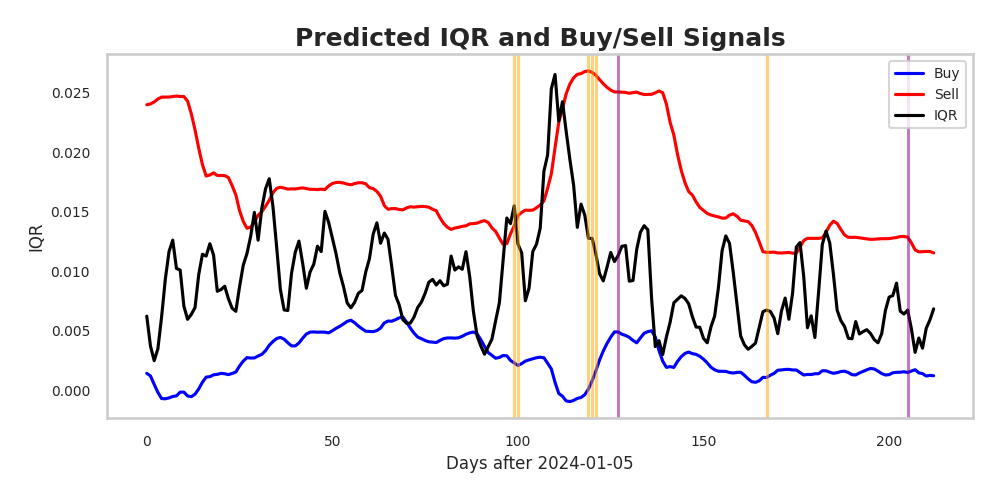 Predicted IQR and Buy/Sell Signals
IQR
0.025
0.020
0.015
0.010
0.005
0.000
Buy
Sell
IQR
0
50
100
150
200
Days after 2024-01-05